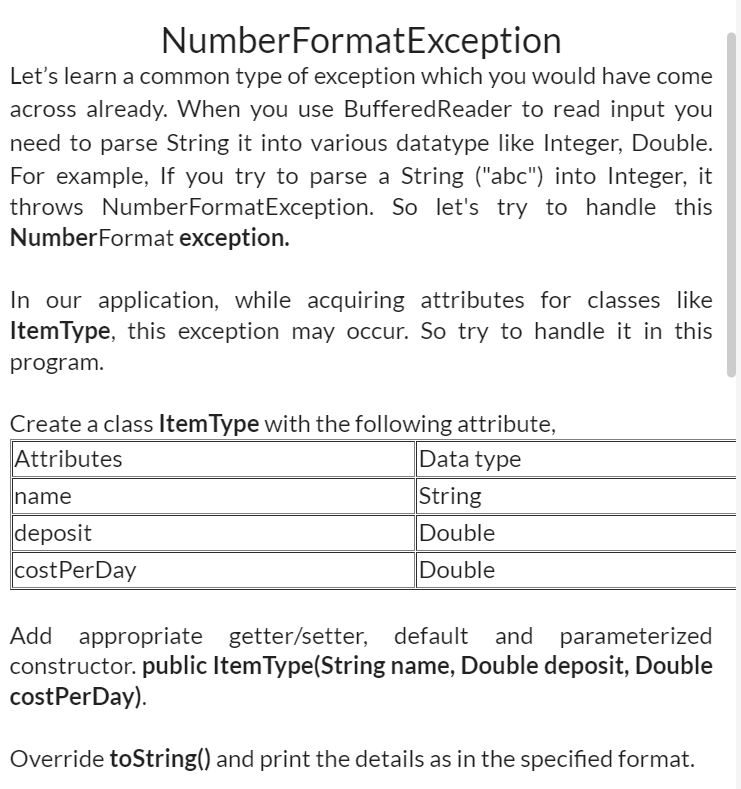 NumberFormatException
Let’s learn a common type of exception which you would have come
across already. When you use BufferedReader to read input you
need to parse String it into various datatype like Integer, Double.
For example, If you try to parse a String ("abc") into Integer, it
throws NumberFormatException. So let's try to handle this
NumberFormat exception.
In our application, while acquiring attributes for classes like
ItemType, this exception may occur. So try to handle it in this
program.
Create a class ItemType with the following attribute,
Attributes Data type
name String
deposit Double
costPerDay Double
Add appropriate getter/setter, default and parameterized
constructor. public ItemType(String name, Double deposit, Double
costPerDay).
Override toString() and print the details as in the specified format.